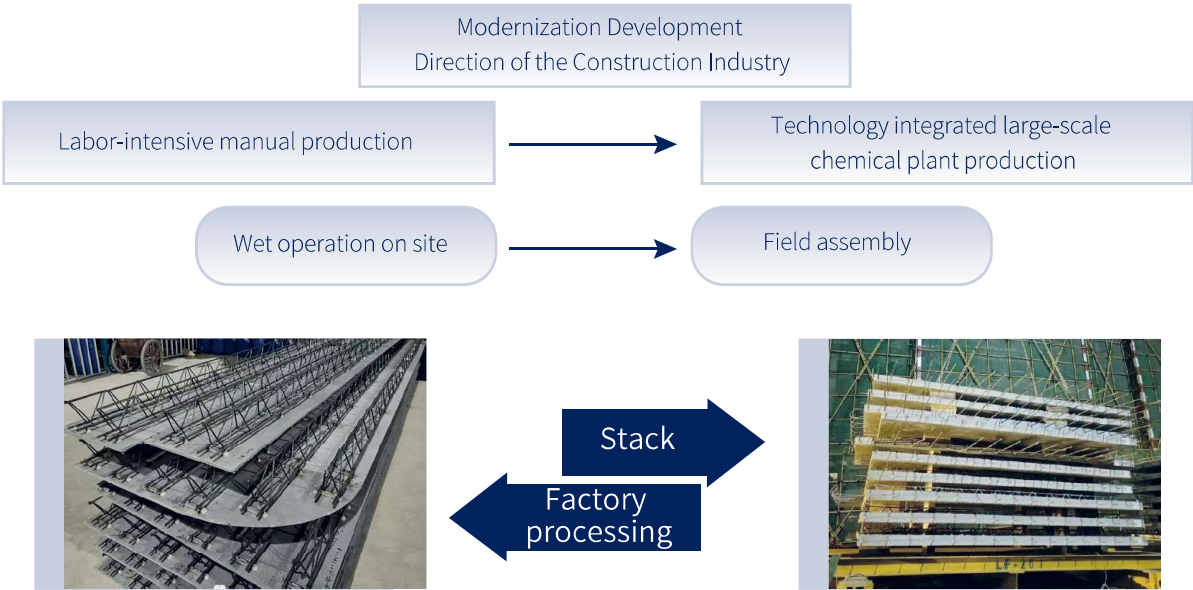 Modernization Development
Direction of the Construction Industry
Labor-intensive manual production
Technology integrated large-scale
chemical plant production
Wet operation on site
Field assembly
Stack
Factory
processing